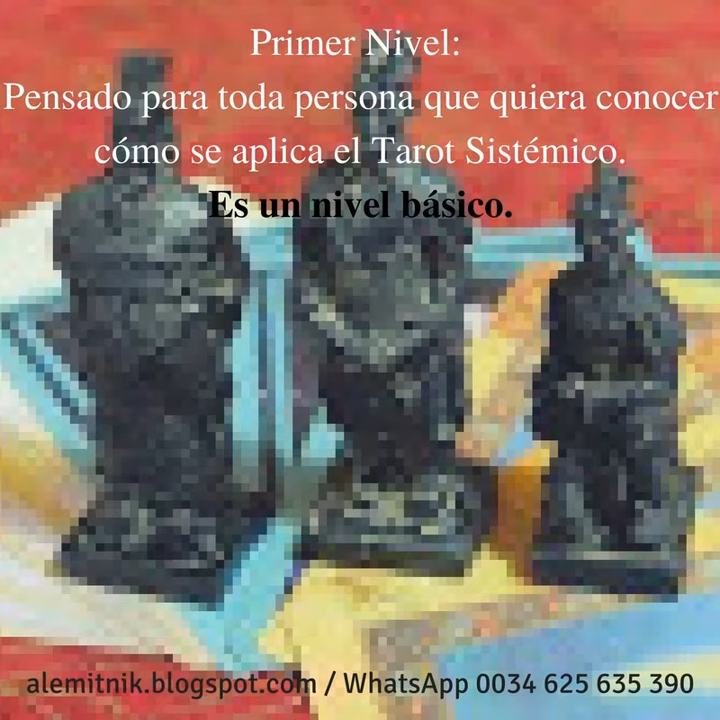 Primer Nivel:
Pensado para toda persona que quiera conocer
cómo se aplica el Tarot Sistémico.
Es un nivel básico.
alemitnik.blogspot.com / WhatsApp 0034 625 635 390